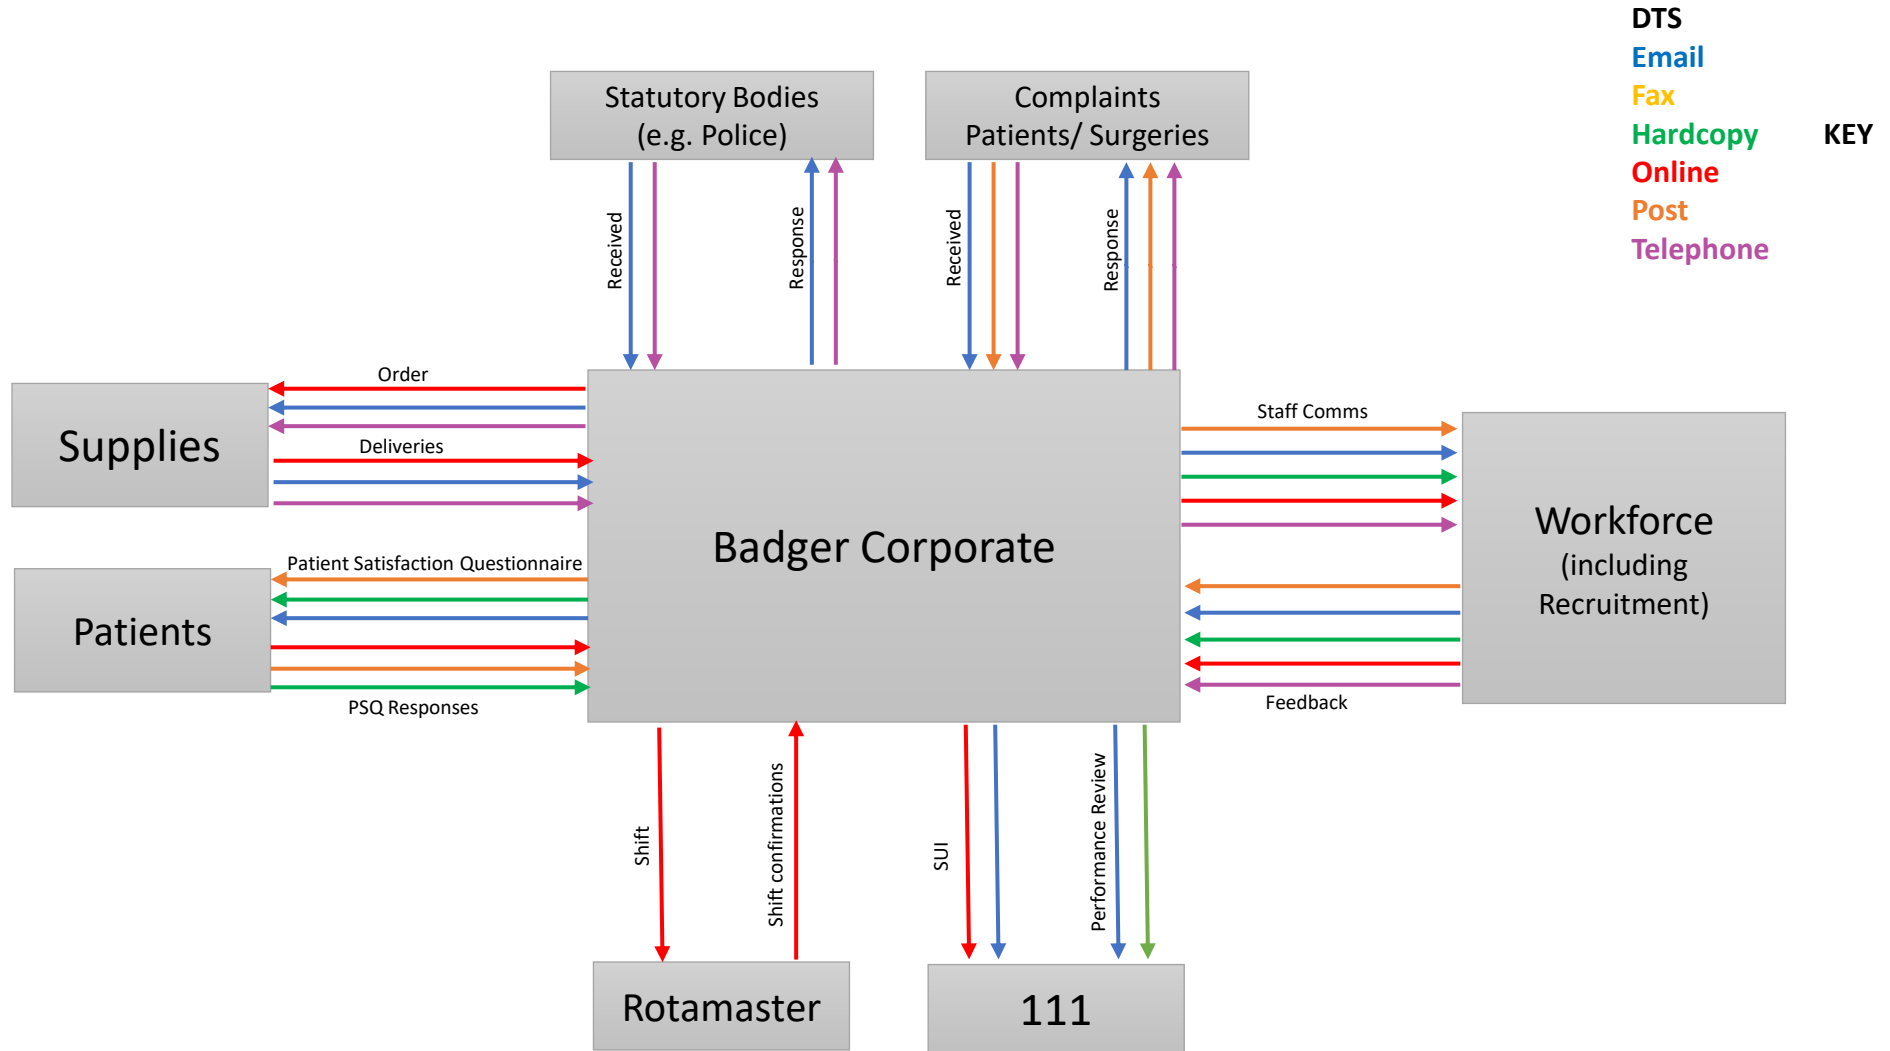 DTS
Email
Fax
Hardcopy
KEY
Online
Post
Telephone
Statutory Bodies
(e.g. Police)
Complaints
Patients/ Surgeries
Received
Response
Received
Response
Order
Deliveries
Supplies
Staff Comms
Workforce
(including
Recruitment)
Feedback
Badger Corporate
Patient Satisfaction Questionnaire
Patients
PSQ Responses
Shift
Shift confirmations
SUI
Performance Review
Rotamaster
111